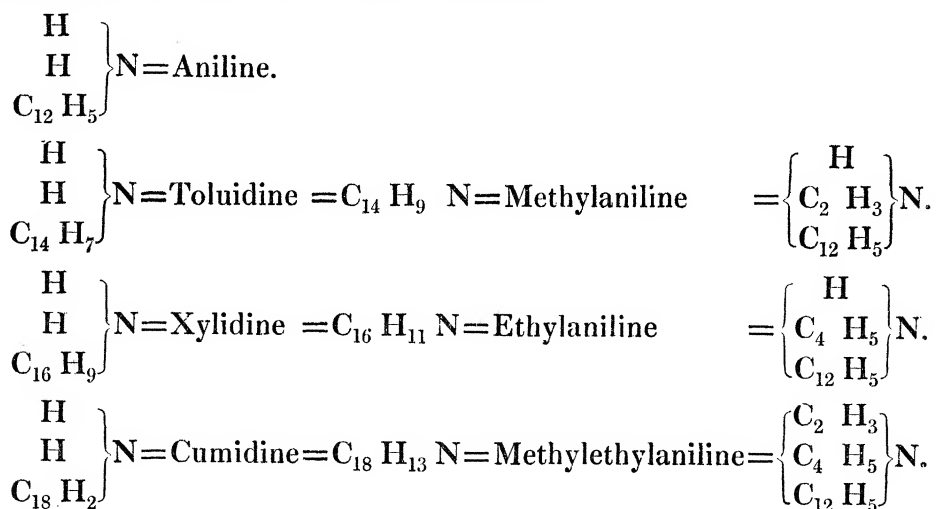 H
H } N=Aniline.
C₁₂ H₅
H
H } N=Toluidine =C₁₄ H₉ N=Methylaniline = { H
C₂ H₃ } N.
C₁₄ H₇
C₁₂ H₅
H
H } N=Xylidine =C₁₆ H₁₁ N=Ethylaniline = { H
C₄ H₅ } N.
C₁₆ H₉
C₁₂ H₅
H
H } N=Cumidine=C₁₈ H₁₃ N=Methylethylaniline= { C₂ H₃
C₄ H₅ } N.
C₁₈ H₂
C₁₂ H₅